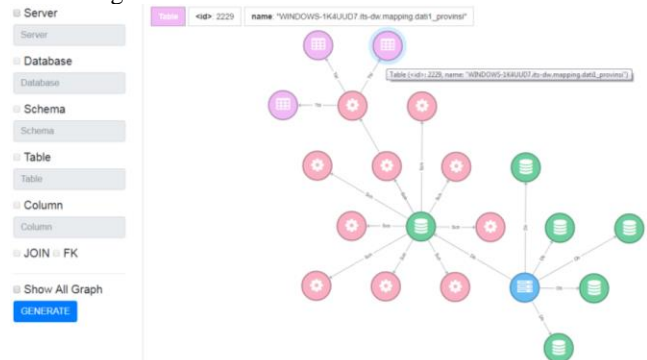 Server
Server
Database
Database
Schema
Schema
Table
Table
Column
Column
JOIN FK
Show All Graph
GENERATE
Table <id>: 2229 name: "WINDOWS-1K4UUD7.its-dw.mapping.dati1_provinsi"
Table (<id>: 2229, name: "WINDOWS-1K4UUD7.its-dw.mapping.dati1_provinsi")